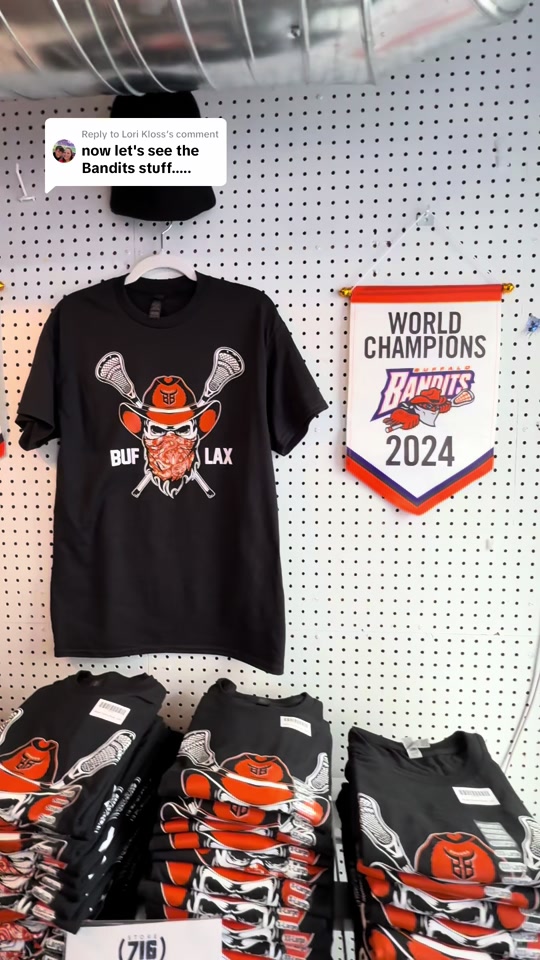 Reply to Lori Kloss's comment
now let's see the
Bandits stuff.....
WORLD
CHAMPIONS
BUFFALO
BANDITS
2024
BUF LAX
STORE
(716)